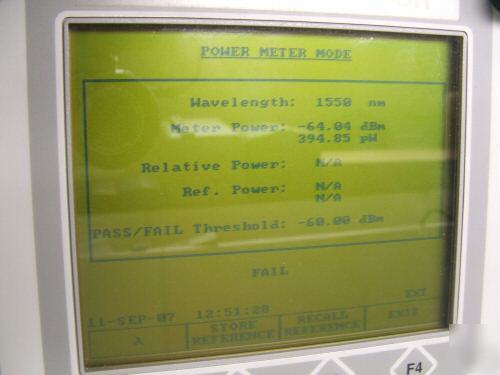 POWER METER MODE
Wavelength: 1550 nm
Meter Power: -64.04 dBm
394.85 pW
Relative Power: N/A
Ref. Power: N/A
N/A
PASS/FAIL Threshold: -60.00 dBm
FAIL
EXT
11-SEP-07 12:51:28
λ STORE REFERENCE RECALL REFERENCE EXIT
F4